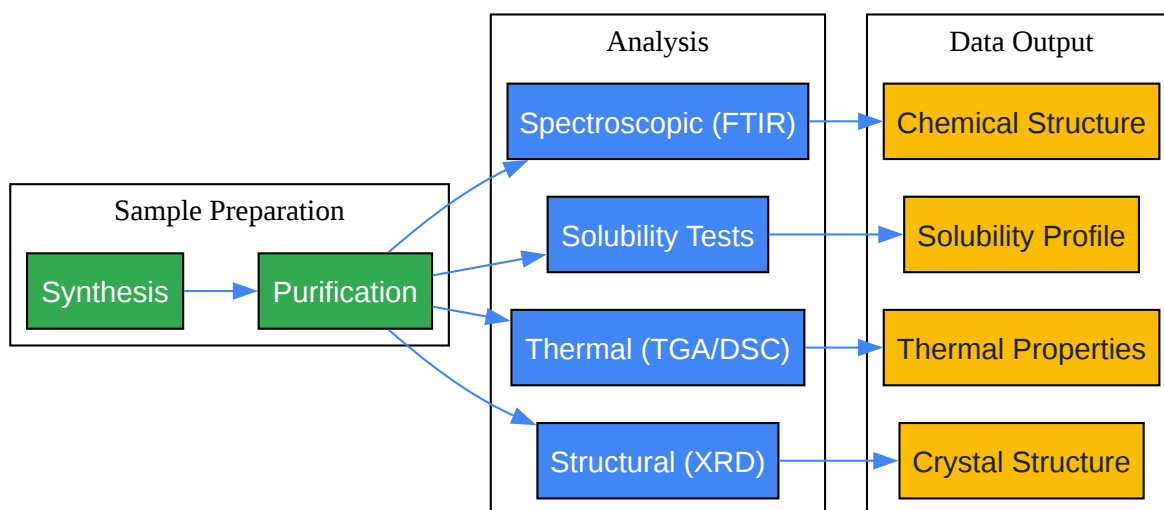 Sample Preparation
Synthesis
Purification
Analysis
Spectroscopic (FTIR)
Solubility Tests
Thermal (TGA/DSC)
Structural (XRD)
Data Output
Chemical Structure
Solubility Profile
Thermal Properties
Crystal Structure